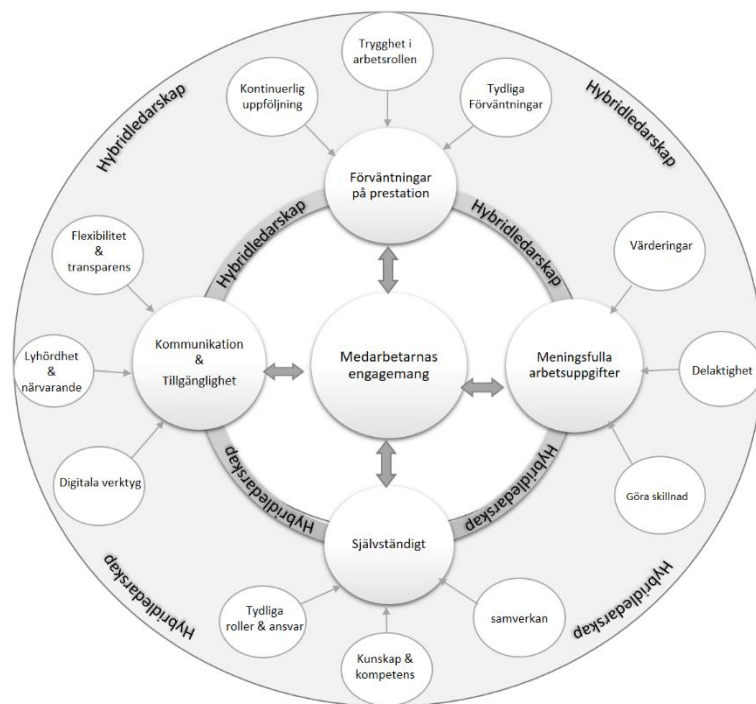 Trygghet i
arbetsrollen
Kontinuerlig
uppföljning
Tydliga
Förväntningar
Hybridledarskap
Hybridledarskap
Förväntningar
på prestation
Hybridledarskap
Hybridledarskap
Flexibilitet
&
transparens
Värderingar
Kommunikation
&
Tillgänglighet
Medarbetarnas
engagemang
Meningsfulla
arbetsuppgifter
Lyhördhet
&
närvarande
Delaktighet
Digitala verktyg
Göra skillnad
Hybridledarskap
Hybridledarskap
Självständigt
Hybridledarskap
Hybridledarskap
Tydliga
roller & ansvar
samverkan
Kunskap &
kompetens